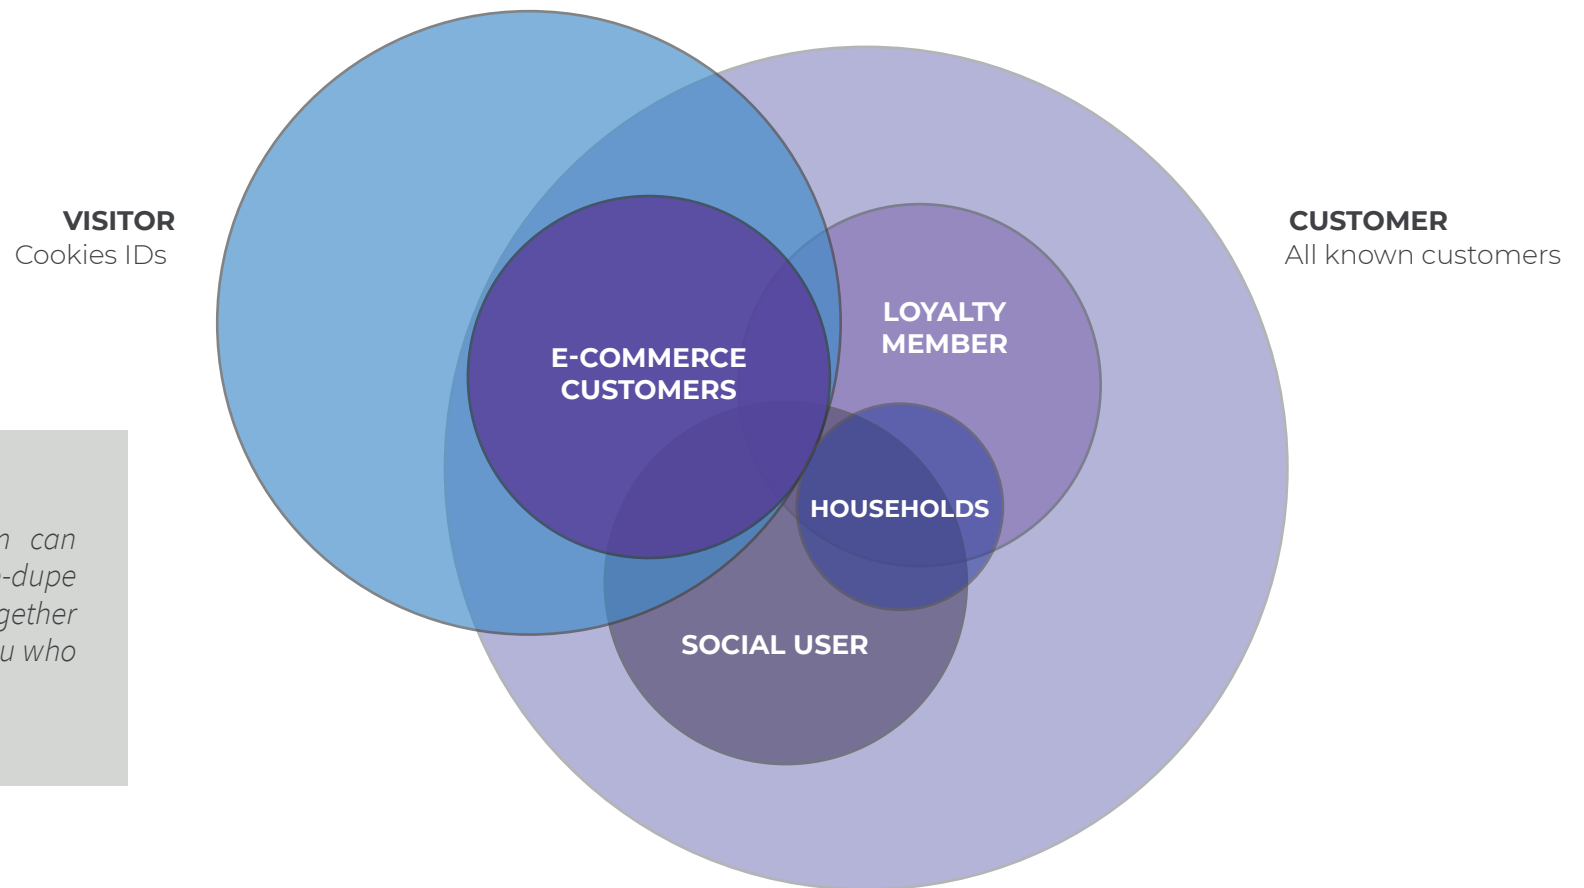 VISITOR
Cookies IDs
CUSTOMER
All known customers
E-COMMERCE
CUSTOMERS
LOYALTY
MEMBER
HOUSEHOLDS
SOCIAL USER
can
-dupe
gether
who